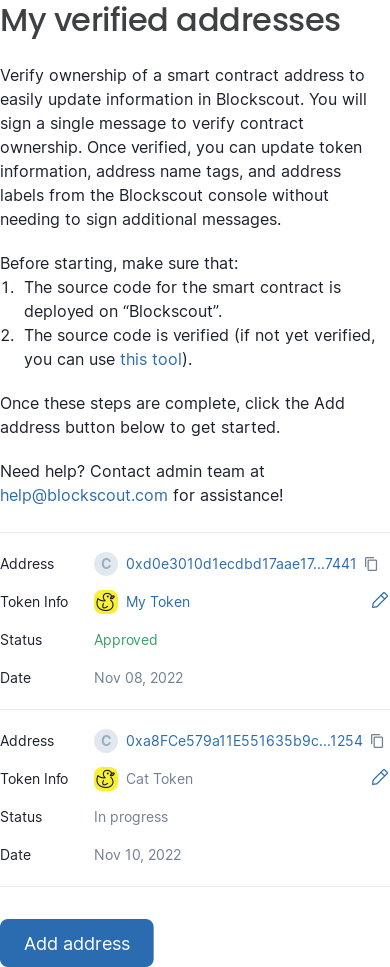 My verified addresses
Verify ownership of a smart contract address to
easily update information in Blockscout. You will
sign a single message to verify contract
ownership. Once verified, you can update token
information, address name tags, and address
labels from the Blockscout console without
needing to sign additional messages.
Before starting, make sure that:
1. The source code for the smart contract is
deployed on “Blockscout”.
2. The source code is verified (if not yet verified,
you can use this tool).
Once these steps are complete, click the Add
address button below to get started.
Need help? Contact admin team at
help@blockscout.com for assistance!
Address C 0xd0e3010d1ecdbd17aae17...7441
Token Info My Token
Status Approved
Date Nov 08, 2022
Address C 0xa8FCe579a11E551635b9c...1254
Token Info Cat Token
Status In progress
Date Nov 10, 2022
Add address